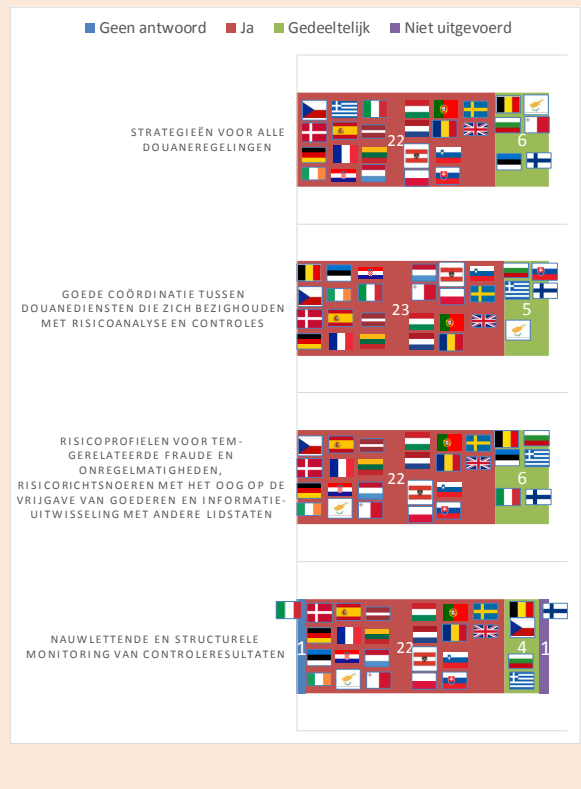 Geen antwoord Ja Gedeeltelijk Niet uitgevoerd
STRATEGIEËN VOOR ALLE
DOUANEREGELINGEN
22 6
GOEDE COÖRDINATIE TUSSEN
DOUANEDIENSTEN DIE ZICH BEZIGHOUDEN
MET RISICOANALYSE EN CONTROLES
23 5
RISICOPROFIELEN VOOR TEM-
GERELATEERDE FRAUDE EN
ONREGELMATIGHEDEN,
RISICORICHTSNOEREN MET HET OOG OP DE
VRIJGAVE VAN GOEDEREN EN INFORMATIE-
UITWISSELING MET ANDERE LIDSTATEN
22 6
NAUWLETTENDE EN STRUCTURELE
MONITORING VAN CONTROLERESULTATEN
1 22 4 1